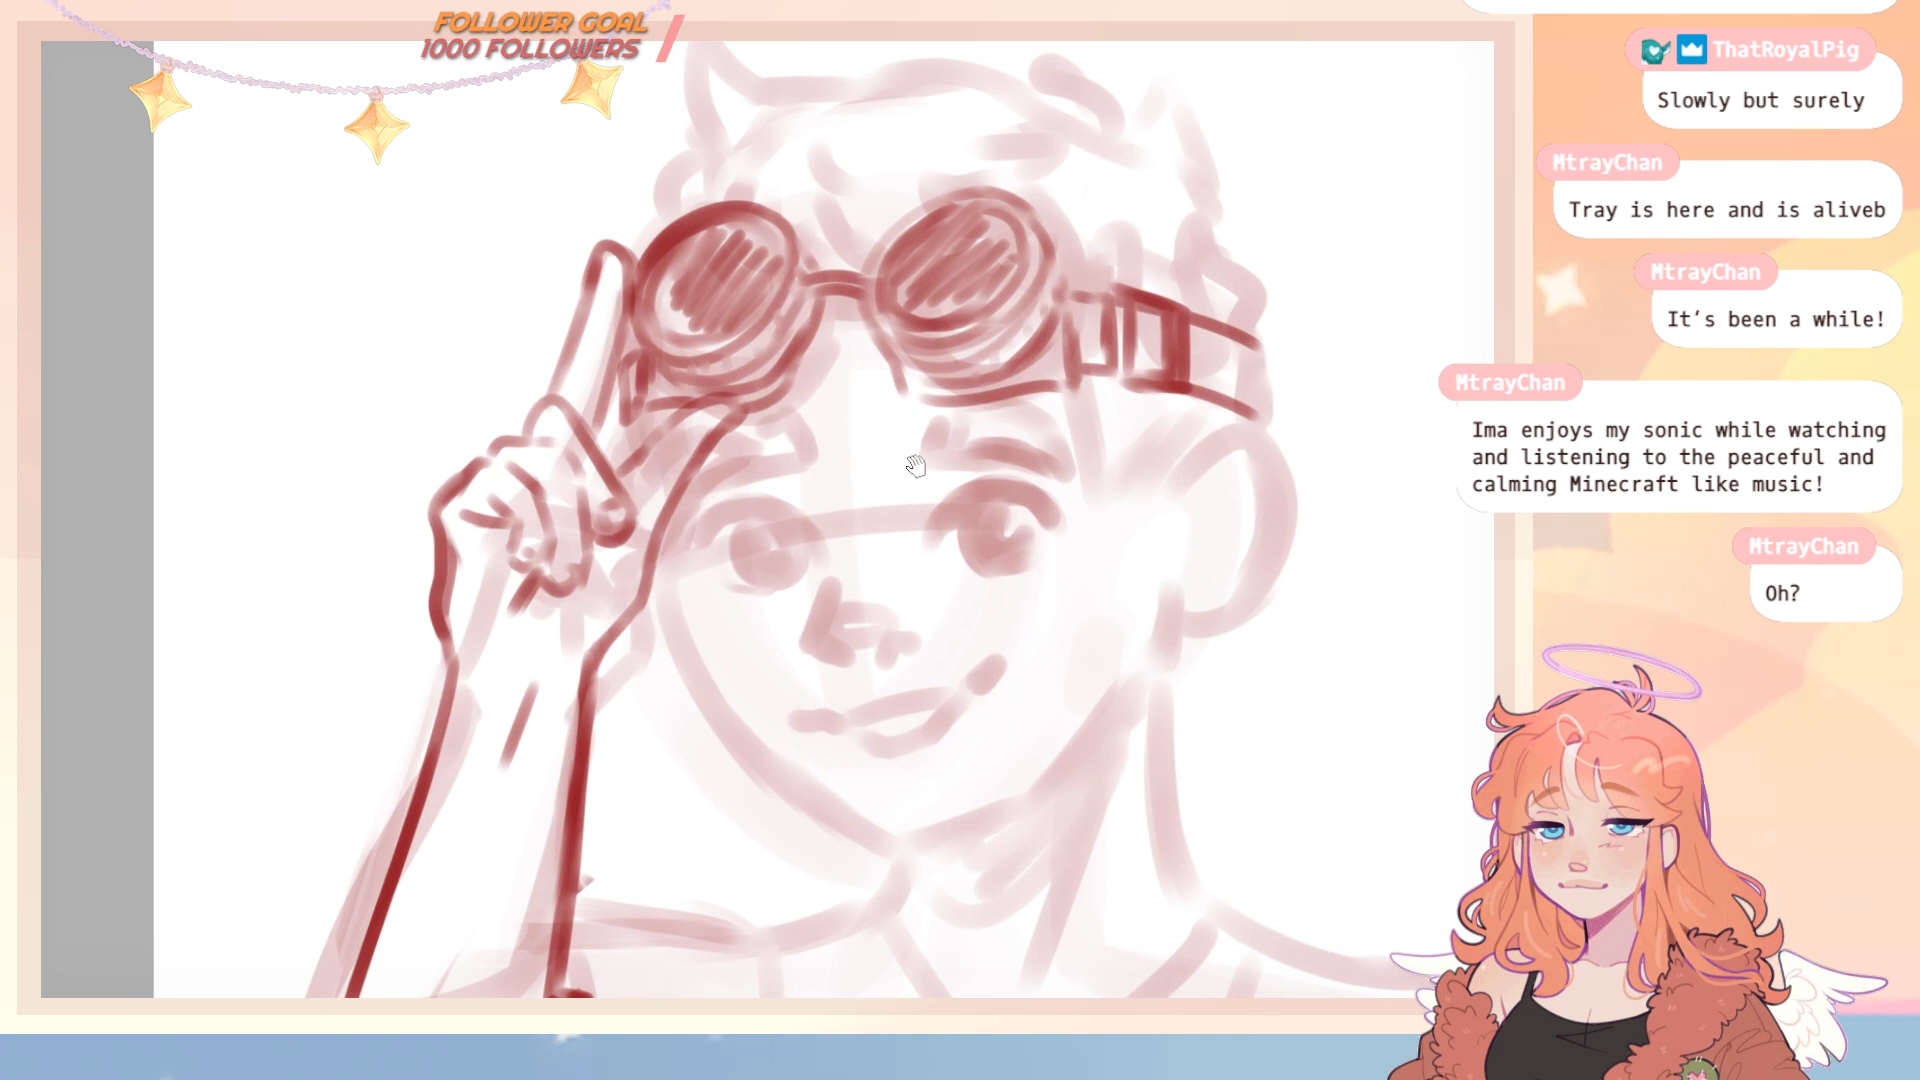 FOLLOWER GOAL
1000 FOLLOWERS /
ThatRoyalPig
Slowly but surely
MtrayChan
Tray is here and is aliveb
MtrayChan
It's been a while!
MtrayChan
Ima enjoys my sonic while watching
and listening to the peaceful and
calming Minecraft like music!
MtrayChan
Oh?